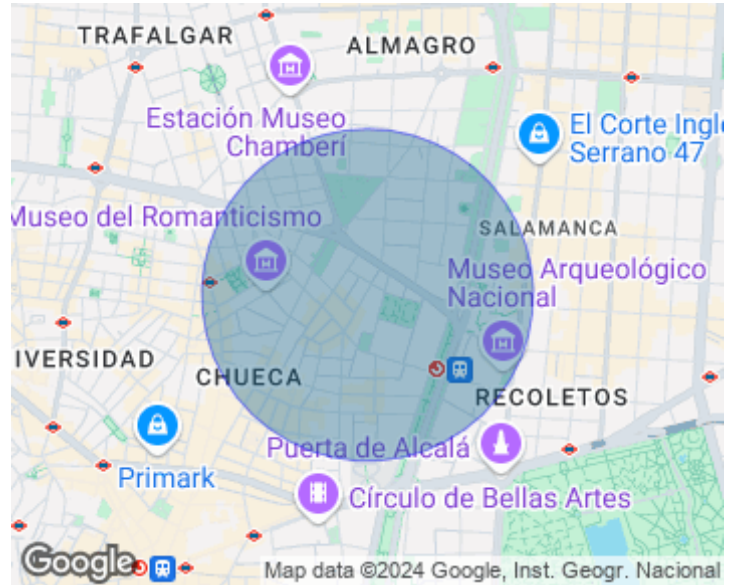 TRAFALGAR
ALMAGRO
Estación Museo
Chamberí
El Corte Ingl
Serrano 47
Museo del Romanticismo
SALAMANCA
Museo Arqueológico
Nacional
IVERSIDAD
CHUECA
RECOLETOS
Puerta de Alcalá
Primark
Círculo de Bellas Artes
Google
Map data ©2024 Google, Inst. Geogr. Nacional